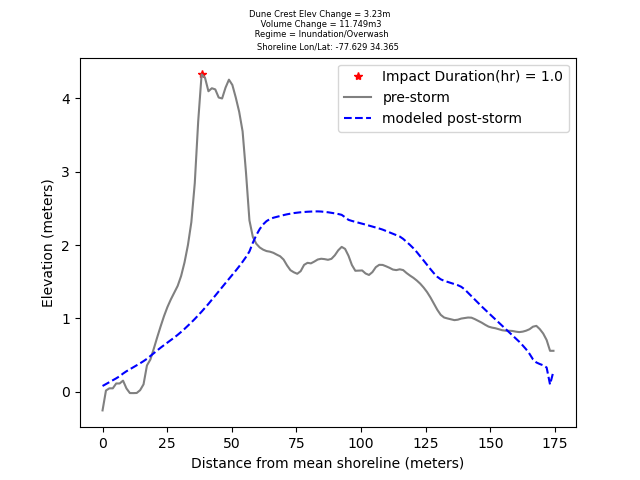 Dune Crest Elev Change = 3.23m
Volume Change = 11.749m3
Regime = Inundation/Overwash
Shoreline Lon/Lat: -77.629 34.365
Impact Duration(hr) = 1.0
pre-storm
modeled post-storm
4
3
2
1
0
Elevation (meters)
0 25 50 75 100 125 150 175
Distance from mean shoreline (meters)